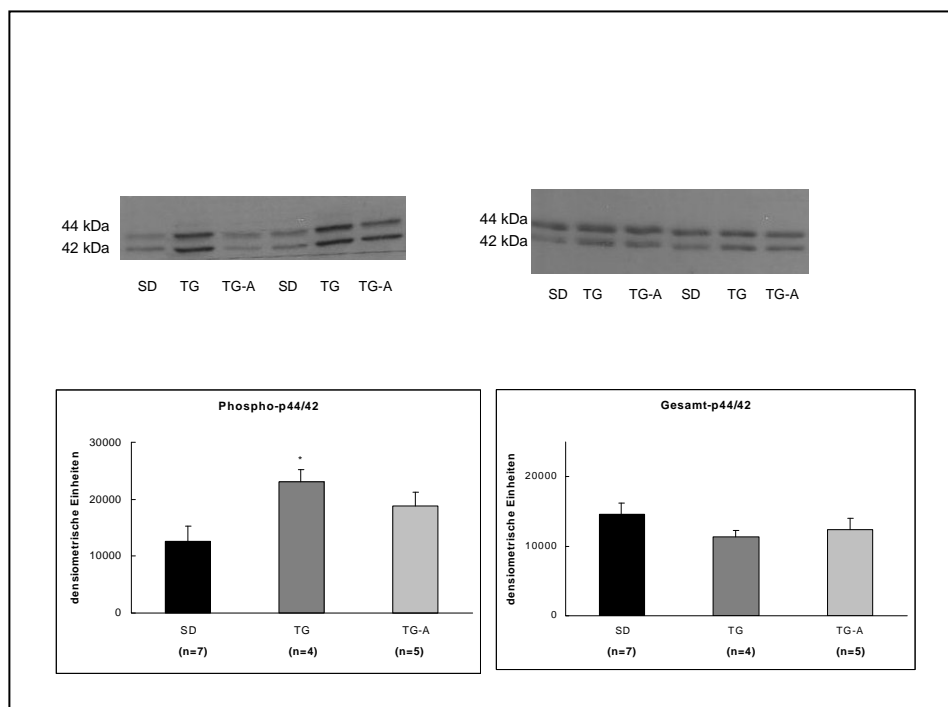 44 kDa
42 kDa
SD TG TG-A SD TG TG-A
44 kDa
42 kDa
SD TG TG-A SD TG TG-A
Phospho-p44/42
densiometrische Einheiten
30000
20000
10000
0
*
SD TG TG-A
(n=7) (n=4) (n=5)
Gesamt-p44/42
densiometrische Einheiten
20000
10000
0
SD TG TG-A
(n=7) (n=4) (n=5)